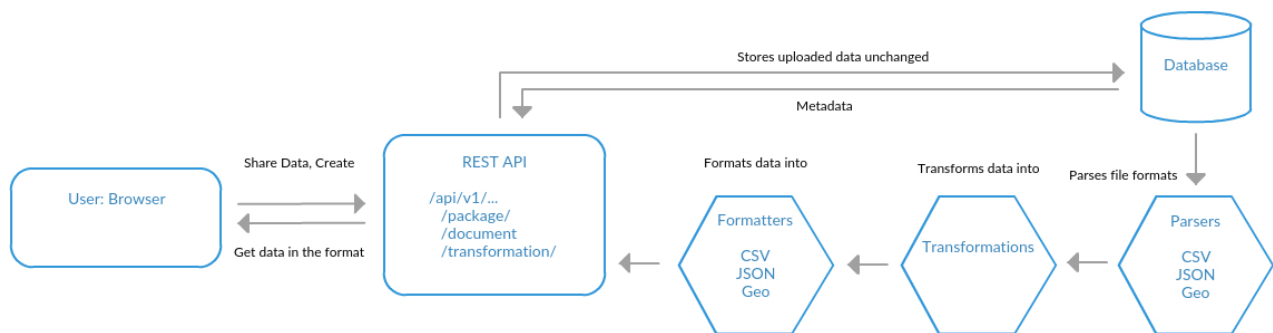 Stores uploaded data unchanged
Database
Metadata
Share Data, Create
REST API
Formats data into
Transforms data into
Parses file formats
User: Browser
/api/v1/...
/package/
/document
/transformation/
Get data in the format
Formatters
CSV
JSON
Geo
Transformations
Parsers
CSV
JSON
Geo